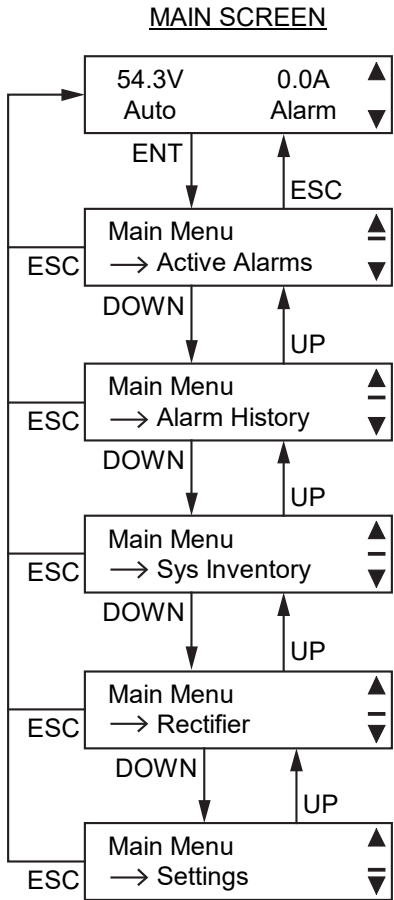 MAIN SCREEN
54.3V 0.0A
Auto Alarm
ENT
ESC
Main Menu
→ Active Alarms
ESC
DOWN
UP
Main Menu
→ Alarm History
ESC
DOWN
UP
Main Menu
→ Sys Inventory
ESC
DOWN
UP
Main Menu
→ Rectifier
ESC
DOWN
UP
Main Menu
→ Settings
ESC